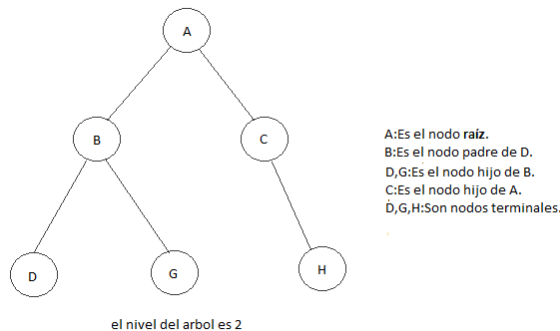 A
B
C
D
G
H
A:Es el nodo raíz.
B:Es el nodo padre de D.
D,G:Es el nodo hijo de B.
C:Es el nodo hijo de A.
D,G,H:Son nodos terminales.
el nivel del arbol es 2